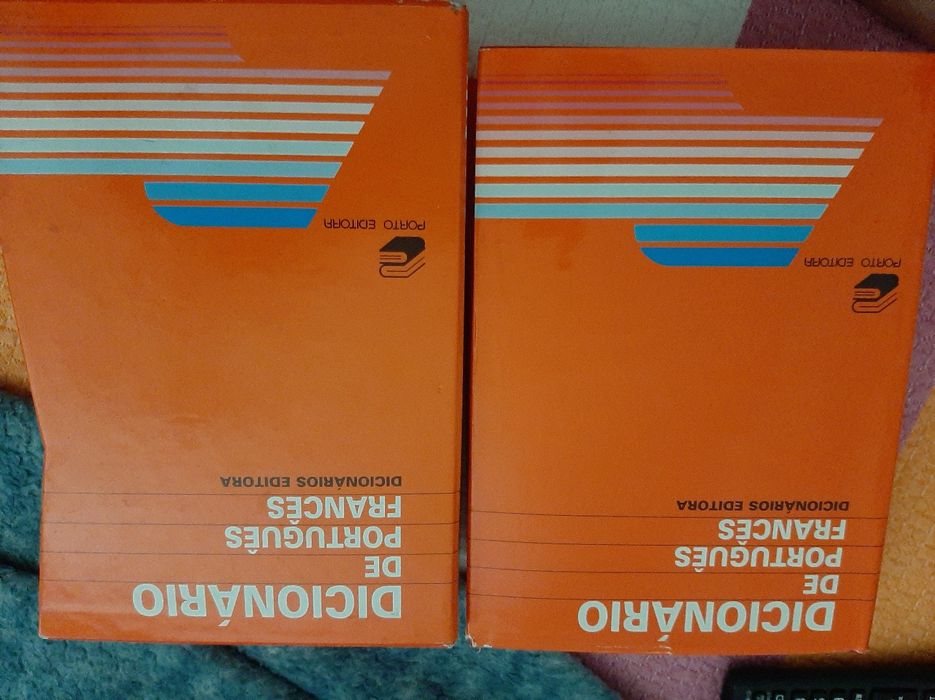 DICIONÁRIO
DE
PORTUGUÊS
FRANCÊS
DICIONÁRIOS EDITORA
PORTO EDITORA
DICIONÁRIO
DE
PORTUGUÊS
FRANCÊS
DICIONÁRIOS EDITORA
PORTO EDITORA